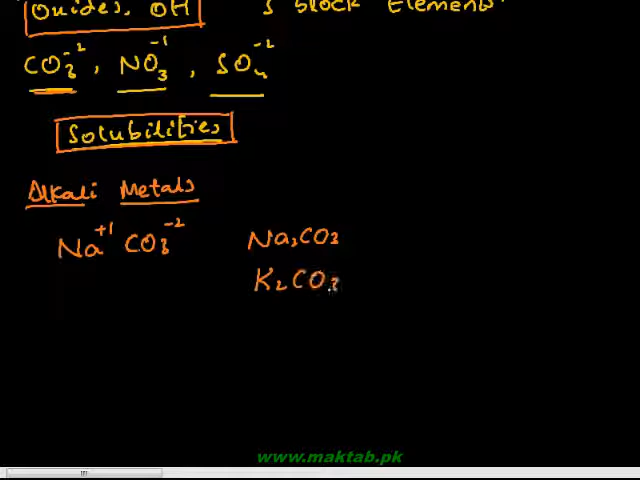 Oxides, OH S block Elements
CO₃⁻², NO₃⁻¹, SO₄⁻²
Solubilities
Alkali Metals
Na⁺¹ CO₃⁻² Na₂CO₃
K₂CO₃
www.maktab.pk